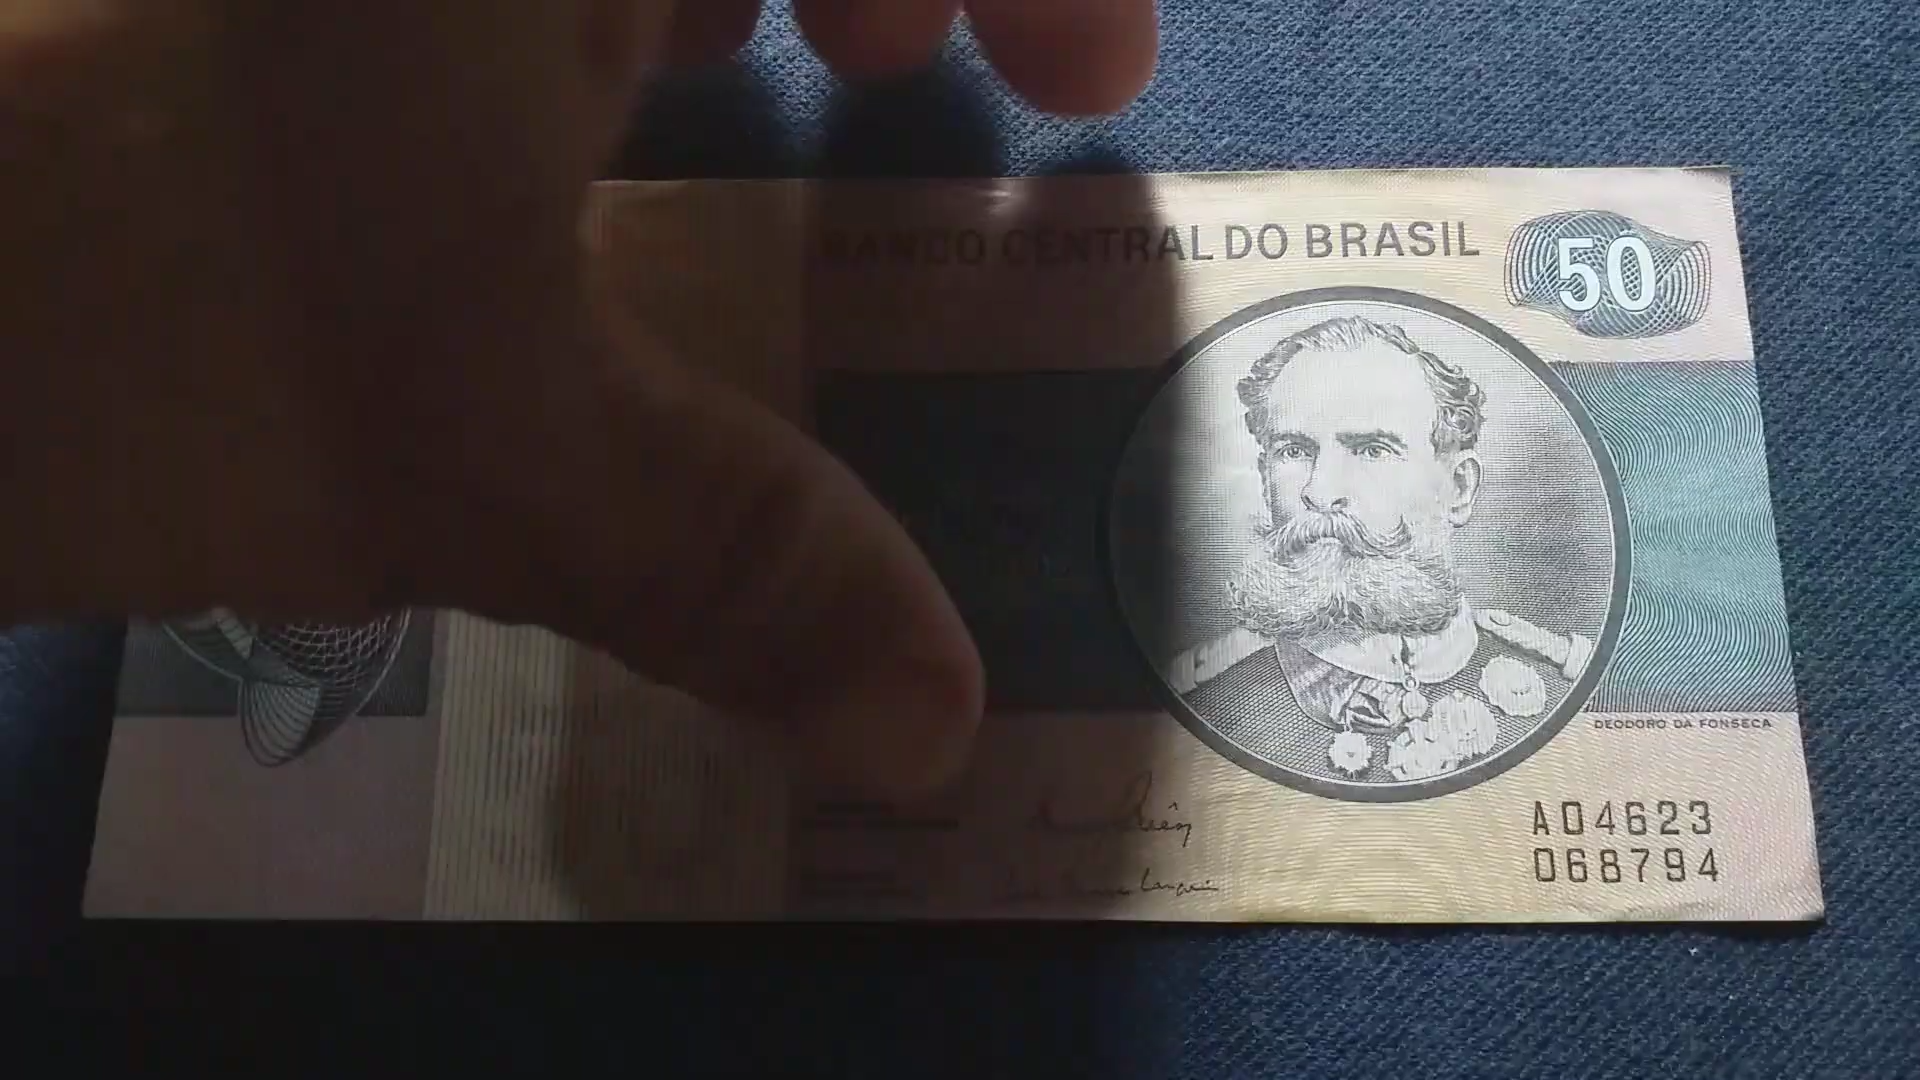 BANCO CENTRAL DO BRASIL
50
DEODORO DA FONSECA
A04623
068794